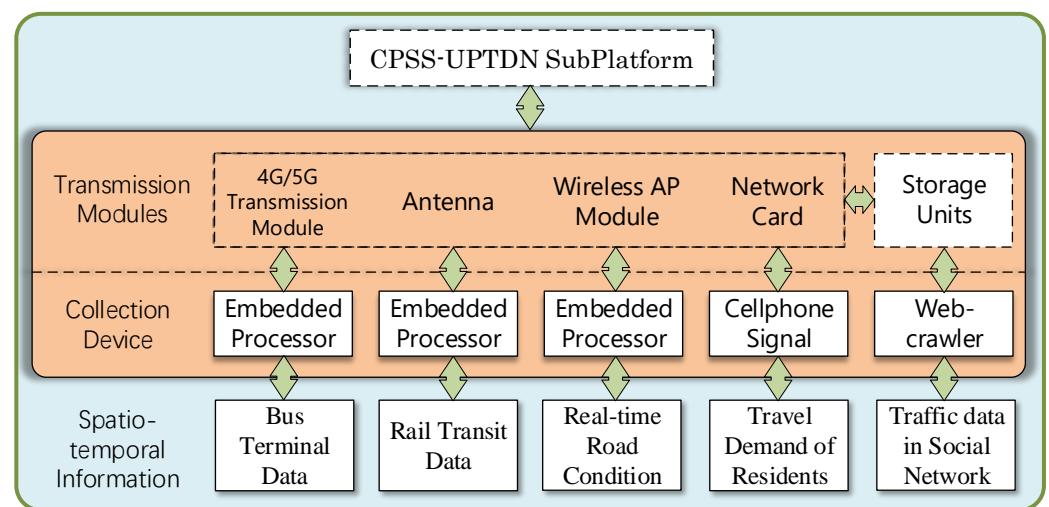 CPSS-UPTDN SubPlatform
Transmission
Modules
4G/5G
Transmission
Module
Antenna
Wireless AP
Module
Network
Card
Storage
Units
Collection
Device
Embedded
Processor
Embedded
Processor
Embedded
Processor
Cellphone
Signal
Web-
crawler
Spatio-
temporal
Information
Bus
Terminal
Data
Rail Transit
Data
Real-time
Road
Condition
Travel
Demand of
Residents
Traffic data
in Social
Network